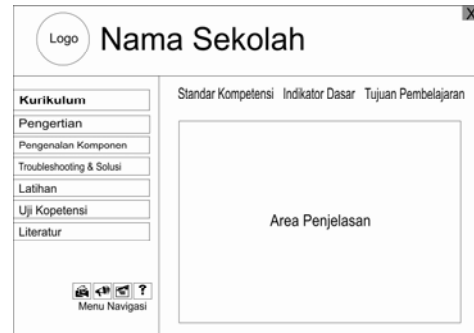 X
Logo
Nama Sekolah
Kurikulum
Pengertian
Pengenalan Komponen
Troubleshooting & Solusi
Latihan
Uji Kopetensi
Literatur
?
Menu Navigasi
Standar Kompetensi Indikator Dasar Tujuan Pembelajaran
Area Penjelasan